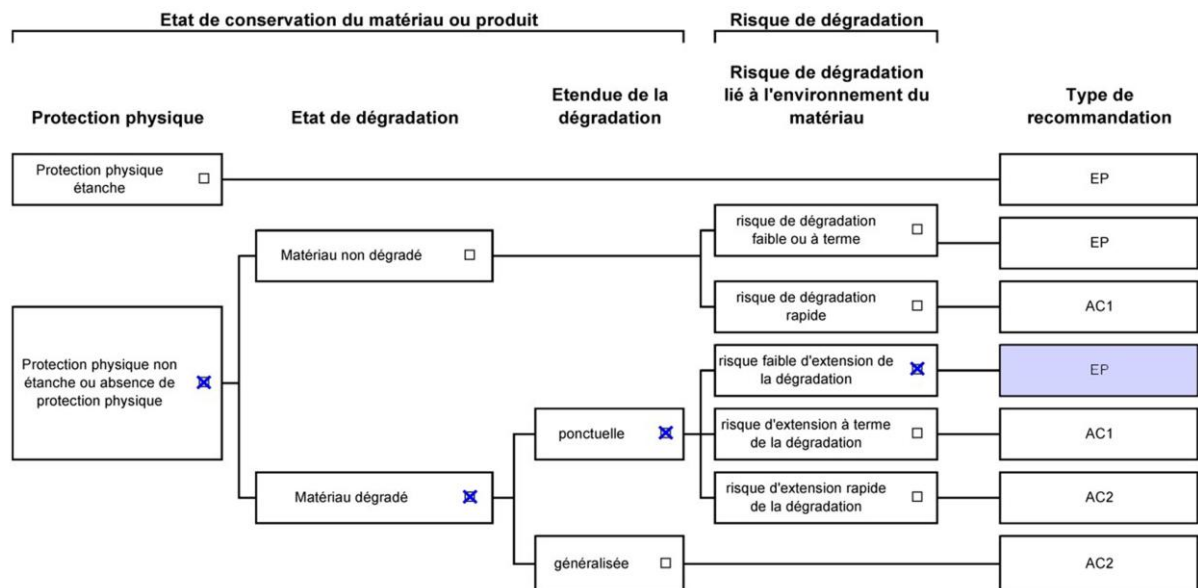 Etat de conservation du matériau ou produit
Risque de dégradation
Protection physique
Etat de dégradation
Etendue de la
dégradation
Risque de dégradation
lié à l'environnement du
matériau
Type de
recommandation
Protection physique
étanche
EP
Matériau non dégradé
risque de dégradation
faible ou à terme
EP
risque de dégradation
rapide
AC1
Protection physique non
étanche ou absence de
protection physique
risque faible d'extension de
la dégradation
EP
ponctuelle
risque d'extension à terme
de la dégradation
AC1
Matériau dégradé
risque d'extension rapide
de la dégradation
AC2
généralisée
AC2